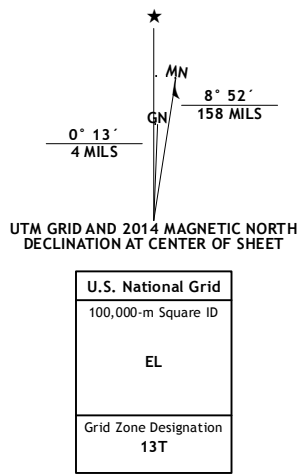 ★
MN
GN
8° 52´
158 MILS
0° 13´
4 MILS
UTM GRID AND 2014 MAGNETIC NORTH
DECLINATION AT CENTER OF SHEET
U.S. National Grid
100,000-m Square ID
EL
Grid Zone Designation
13T